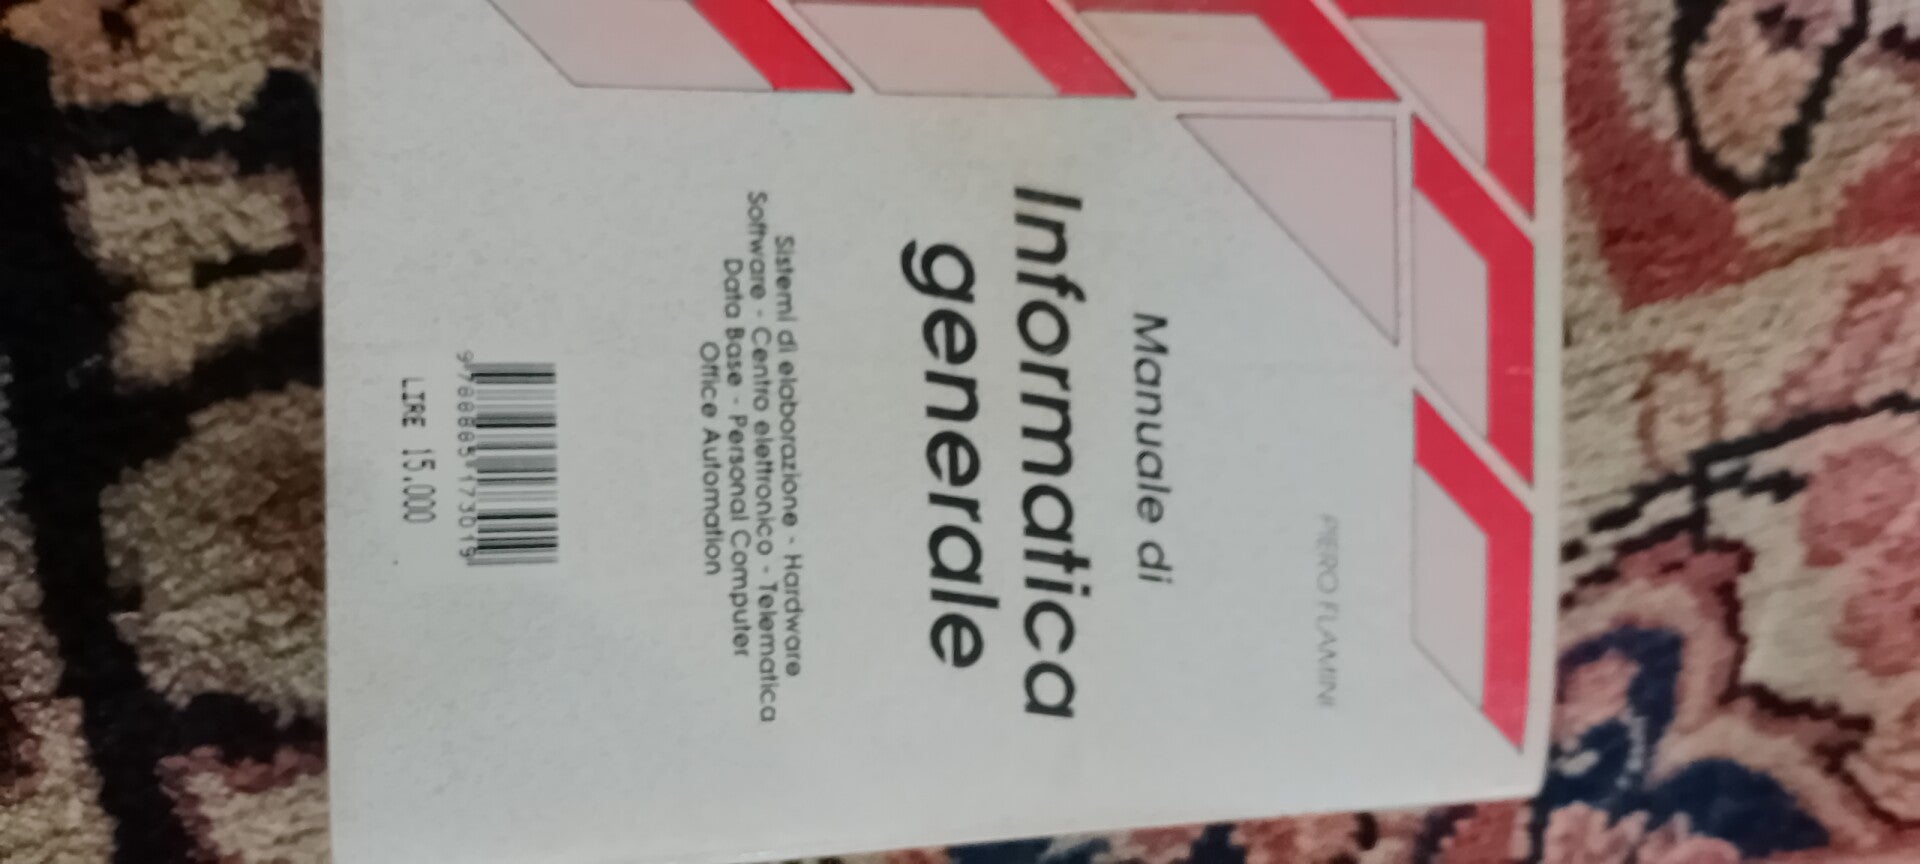 PIERO FLAMINI
Manuale di
Informatica
generale
Sistemi di elaborazione - Hardware
Software - Centro elettronico - Telematica
Data Base - Personal Computer
Office Automation
9788885173019
LIRE 15.000